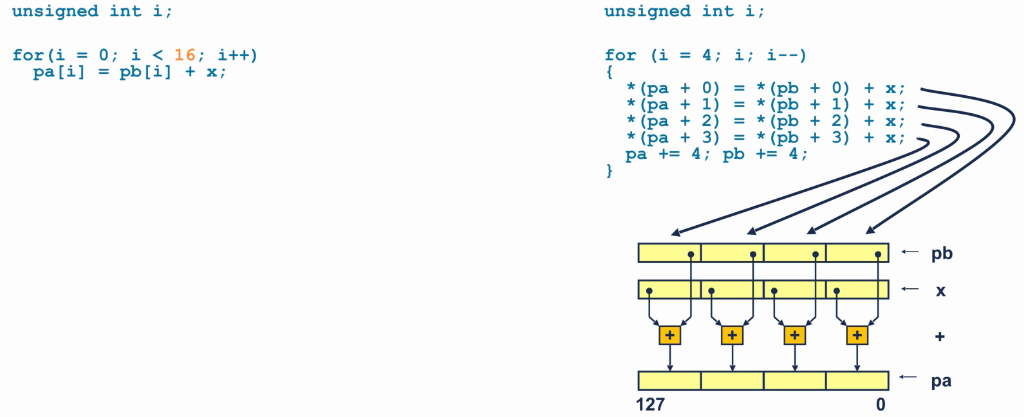 unsigned int i;
for(i = 0; i < 16; i++)
pa[i] = pb[i] + x;
unsigned int i;
for (i = 4; i; i--)
{
*(pa + 0) = *(pb + 0) + x;
*(pa + 1) = *(pb + 1) + x;
*(pa + 2) = *(pb + 2) + x;
*(pa + 3) = *(pb + 3) + x;
pa += 4; pb += 4;
}
pb
x
+ + + + +
pa
127 0